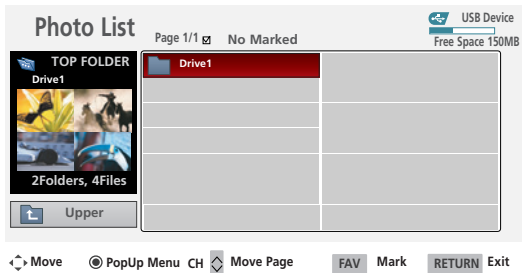 Photo List
Page 1/1
No Marked
USB Device
Free Space 150MB
TOP FOLDER
Drive1
2Folders, 4Files
Upper
Drive1
Move
PopUp Menu
CH
Move Page
FAV
Mark
RETURN
Exit